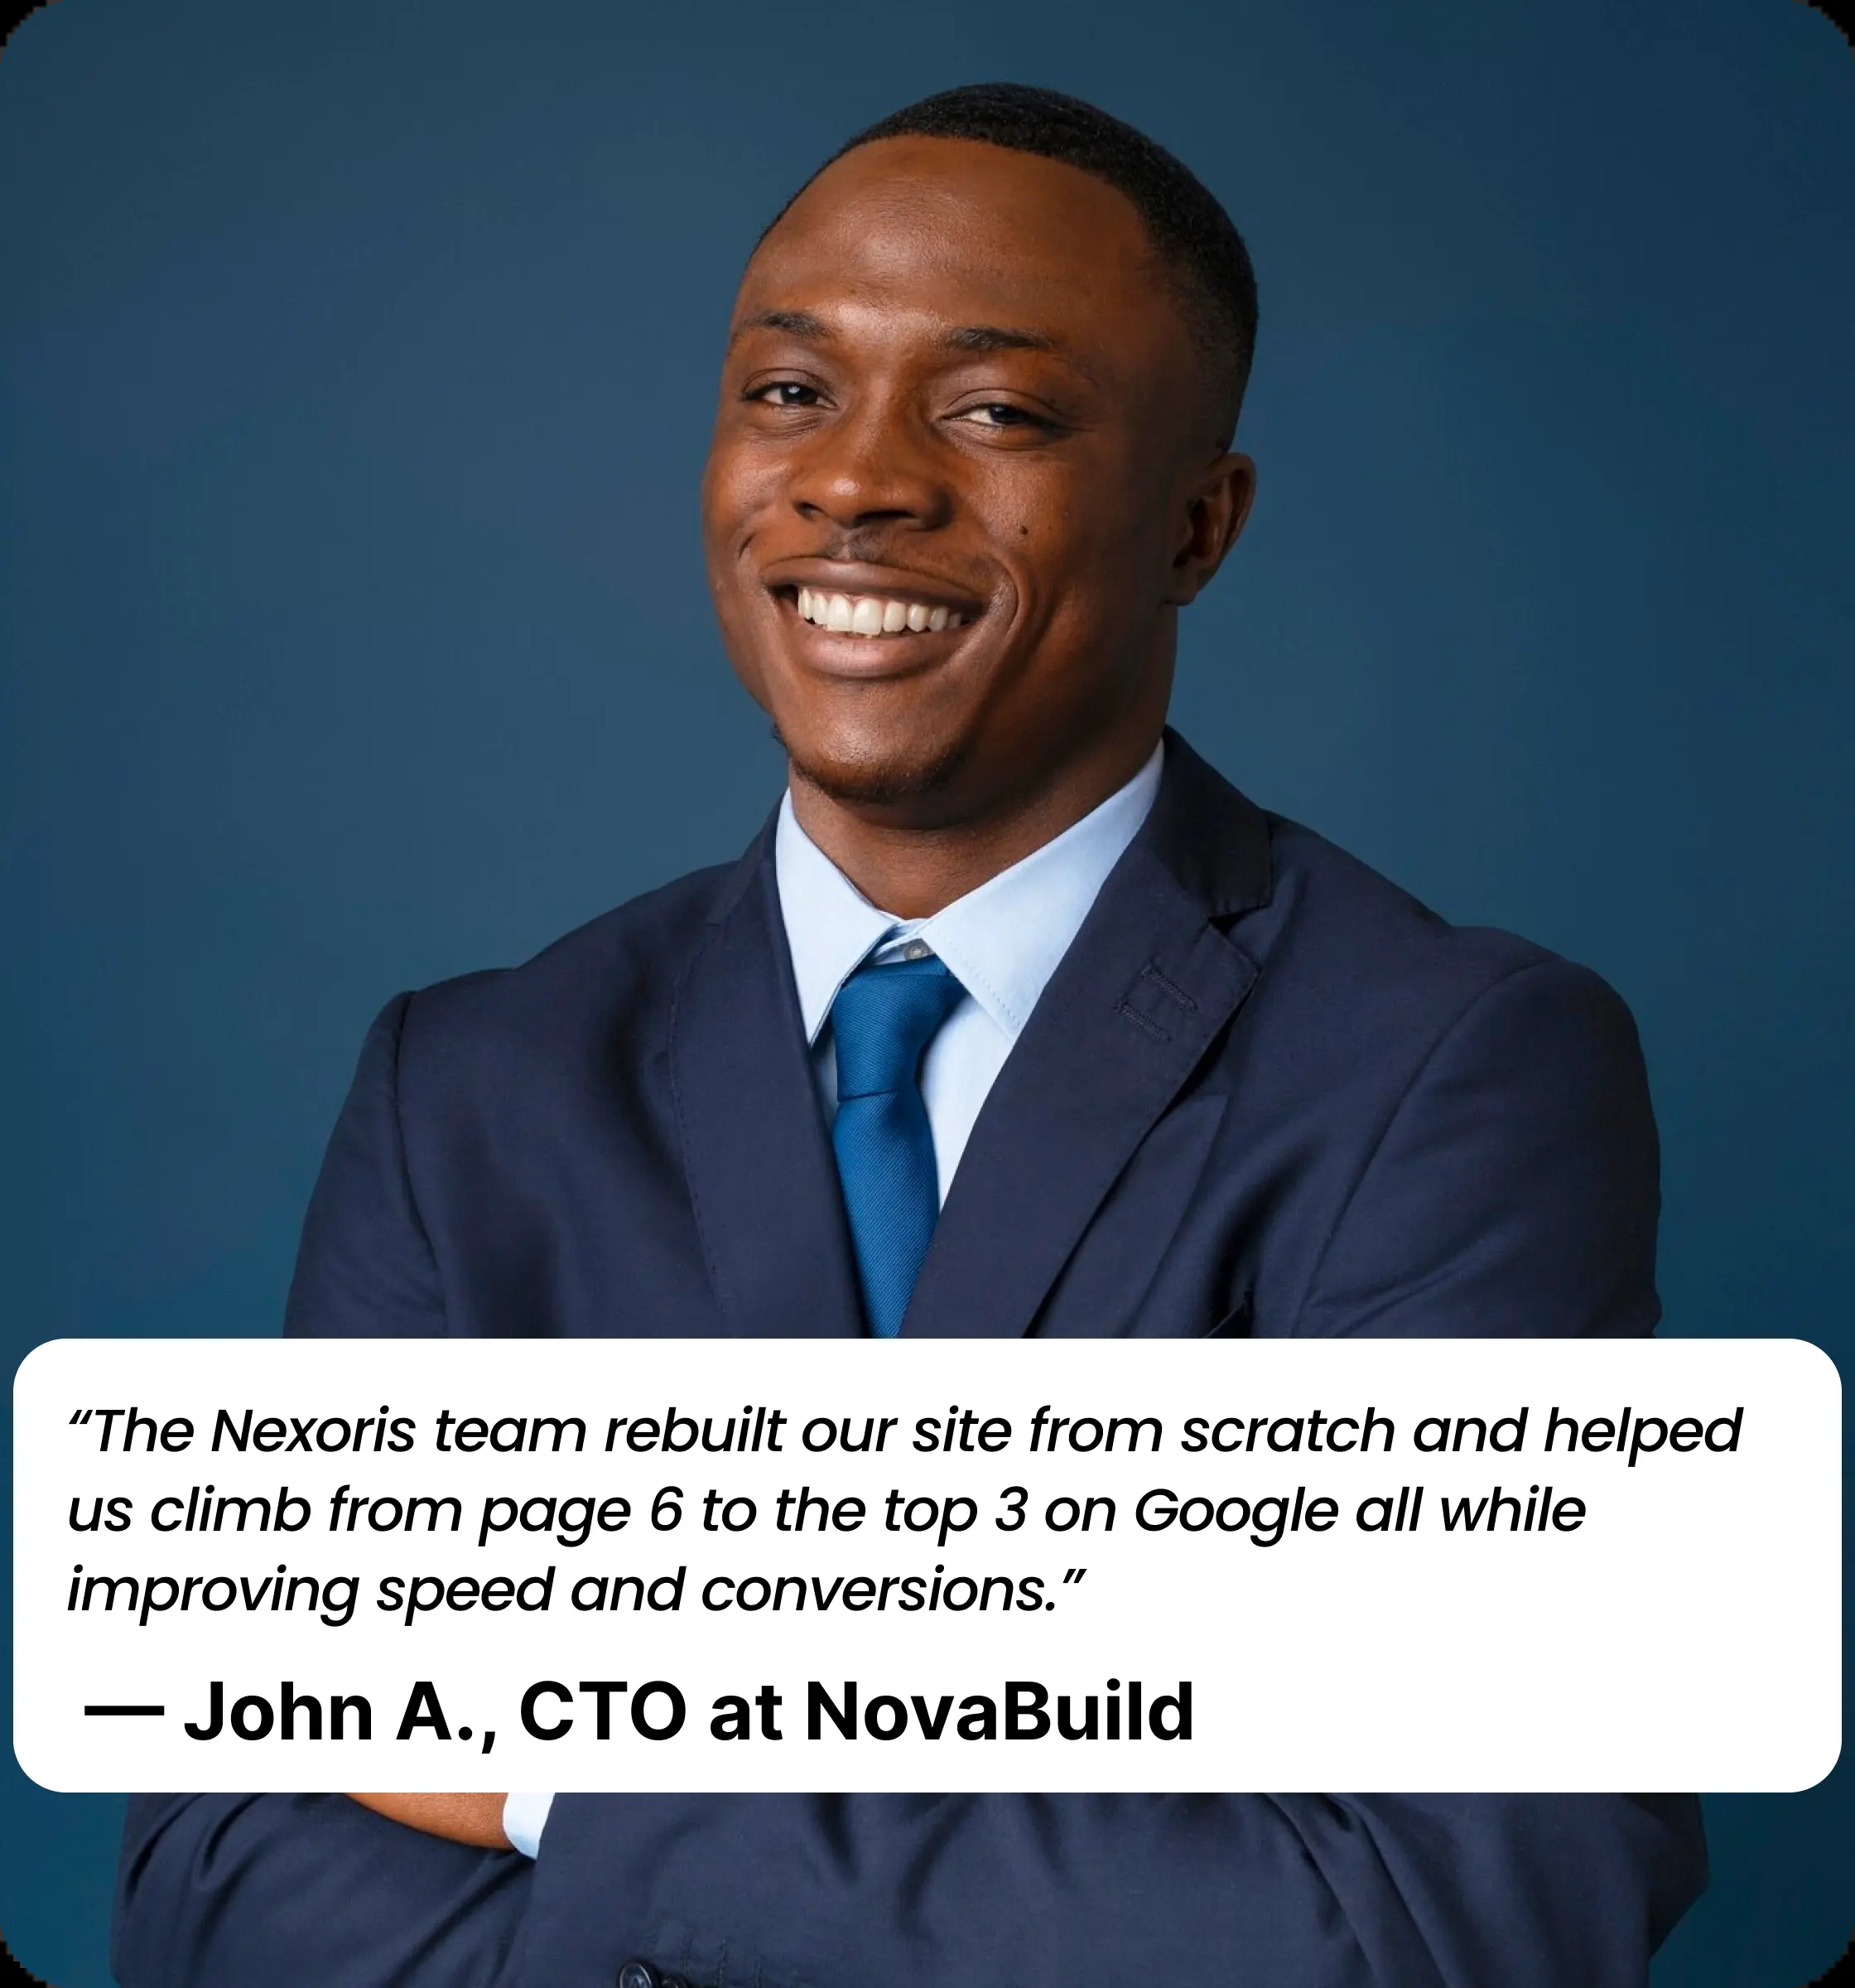 “The Nexoris team rebuilt our site from scratch and helped
us climb from page 6 to the top 3 on Google all while
improving speed and conversions.”
— John A., CTO at NovaBuild